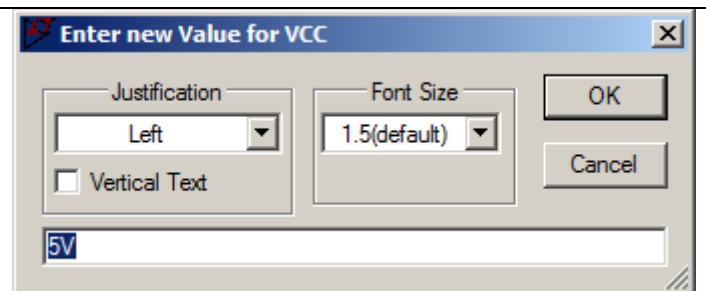 Enter new Value for VCC
Justification
Font Size
OK
Left
1.5(default)
Vertical Text
Cancel
5V